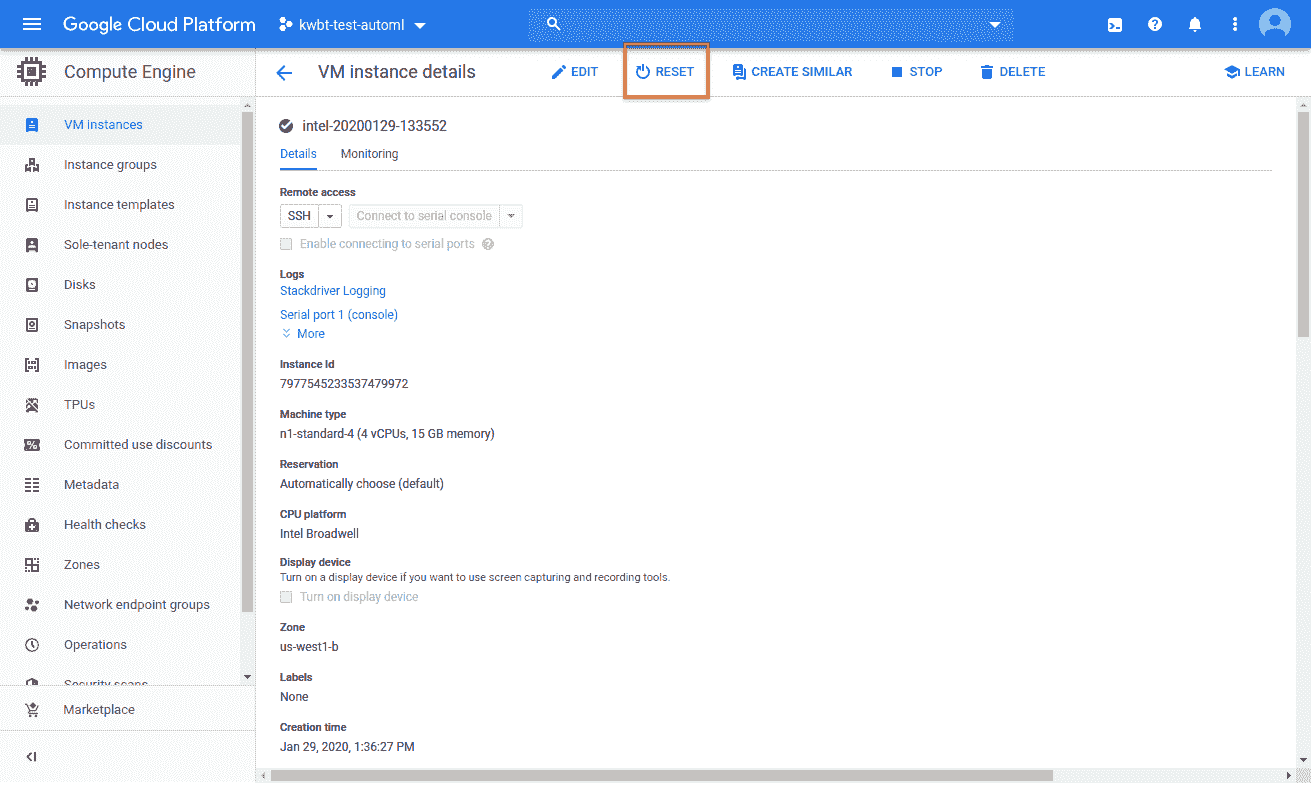 Google Cloud Platform
kwbt-test-automl
Compute Engine
VM instance details
EDIT
RESET
CREATE SIMILAR
STOP
DELETE
LEARN
VM instances
Instance groups
Instance templates
Sole-tenant nodes
Disks
Snapshots
Images
TPUs
Committed use discounts
Metadata
Health checks
Zones
Network endpoint groups
Operations
Security scans
Marketplace
intel-20200129-133552
Details
Monitoring
Remote access
SSH
Connect to serial console
Enable connecting to serial ports
Logs
Stackdriver Logging
Serial port 1 (console)
More
Instance Id
7977545233537479972
Machine type
n1-standard-4 (4 vCPUs, 15 GB memory)
Reservation
Automatically choose (default)
CPU platform
Intel Broadwell
Display device
Turn on a display device if you want to use screen capturing and recording tools.
Turn on display device
Zone
us-west1-b
Labels
None
Creation time
Jan 29, 2020, 1:36:27 PM